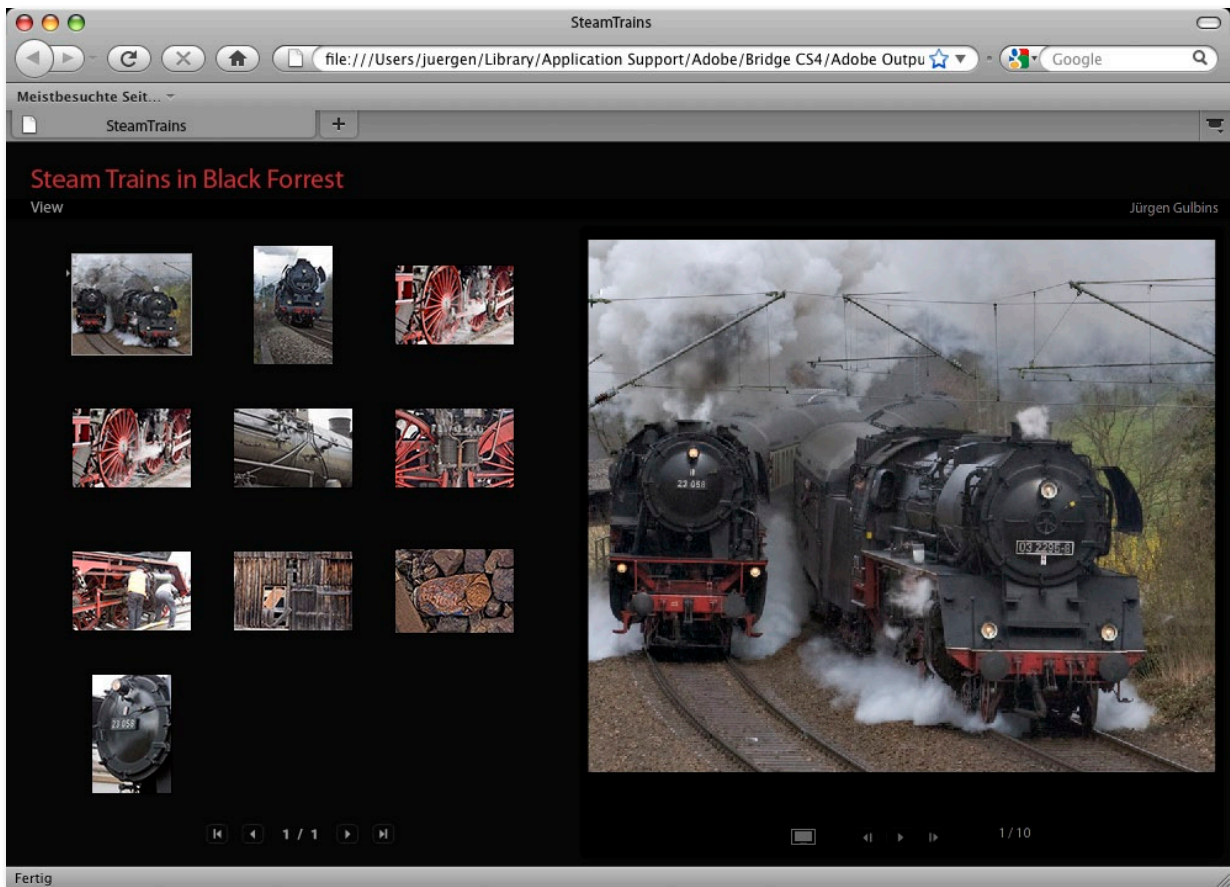 SteamTrains
file:///Users/juergen/Library/Application Support/Adobe/Bridge CS4/Adobe Outpu
Google
Meistbesuchte Seit...
SteamTrains
Steam Trains in Black Forrest
View
Jürgen Gulbins
23 058
03 2295-8
23 058
1 / 1
1/10
Fertig